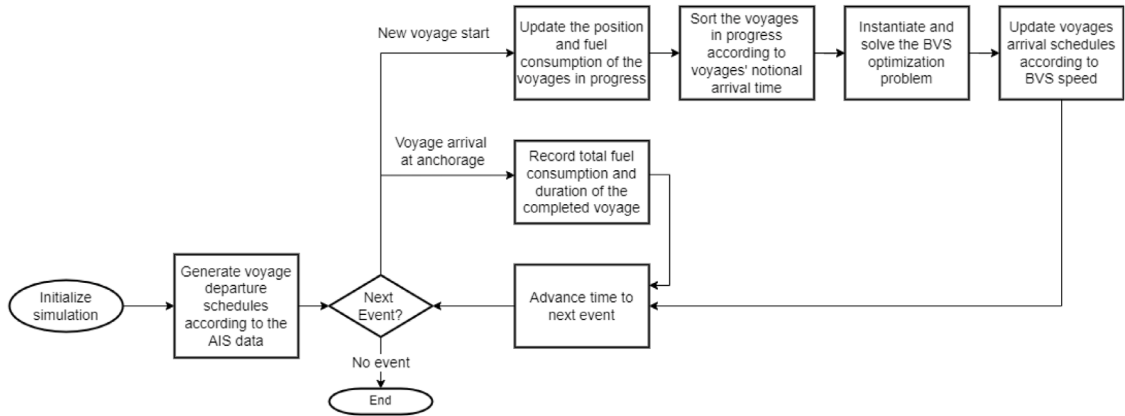 New voyage start
Update the position
and fuel
consumption of the
voyages in progress
Sort the voyages
in progress
according to
voyages' notional
arrival time
Instantiate and
solve the BVS
optimization
problem
Update voyages
arrival schedules
according to
BVS speed
Voyage arrival
at anchorage
Record total fuel
consumption and
duration of the
completed voyage
Initialize
simulation
Generate voyage
departure
schedules
according to the
AIS data
Next
Event?
Advance time to
next event
No event
End